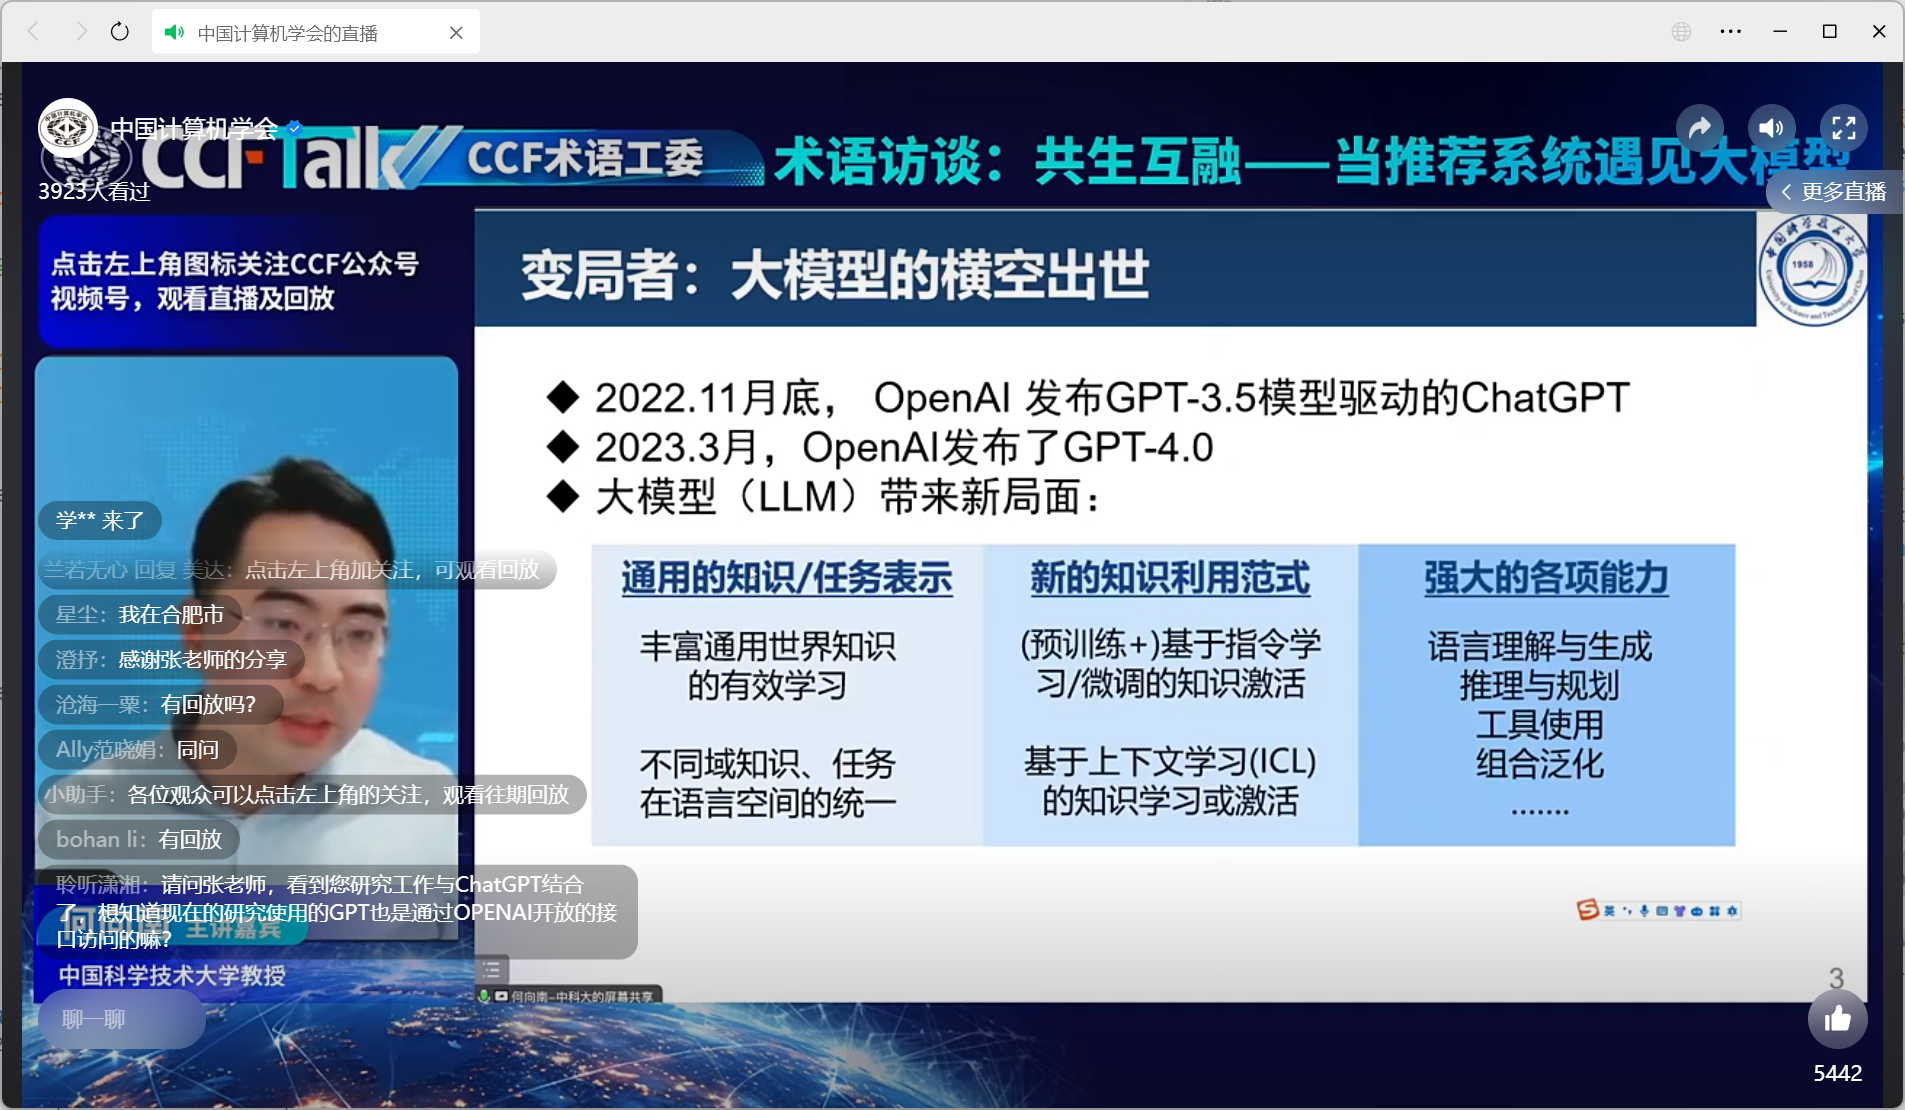 中国计算机学会的直播
中国计算机学会
CCF Talk
CCF术语工委
术语访谈：共生互融——当推荐系统遇见大模型
3923人看过
更多直播
点击左上角图标关注CCF公众号
视频号，观看直播及回放
变局者：大模型的横空出世
1958
◆ 2022.11月底， OpenAI 发布GPT-3.5模型驱动的ChatGPT
◆ 2023.3月，OpenAI发布了GPT-4.0
◆ 大模型（LLM）带来新局面：
通用的知识/任务表示
丰富通用世界知识
的有效学习
不同域知识、任务
在语言空间的统一
新的知识利用范式
(预训练+)基于指令学
习/微调的知识激活
基于上下文学习(ICL)
的知识学习或激活
强大的各项能力
语言理解与生成
推理与规划
工具使用
组合泛化
.......
英
3
学** 来了
兰若无心 回复 美达：点击左上角加关注，可观看回放
星尘：我在合肥市
澄抒：感谢张老师的分享
沧海一栗：有回放吗？
Ally范晓娟：同问
小助手：各位观众可以点击左上角的关注，观看往期回放
bohan li：有回放
聆听潇湘：请问张老师，看到您研究工作与ChatGPT结合
了，想知道现在的研究使用的GPT也是通过OPENAI开放的接
口访问的嘛？
何向南 主讲嘉宾
中国科学技术大学教授
何向南-中科大的屏幕共享
聊一聊
5442